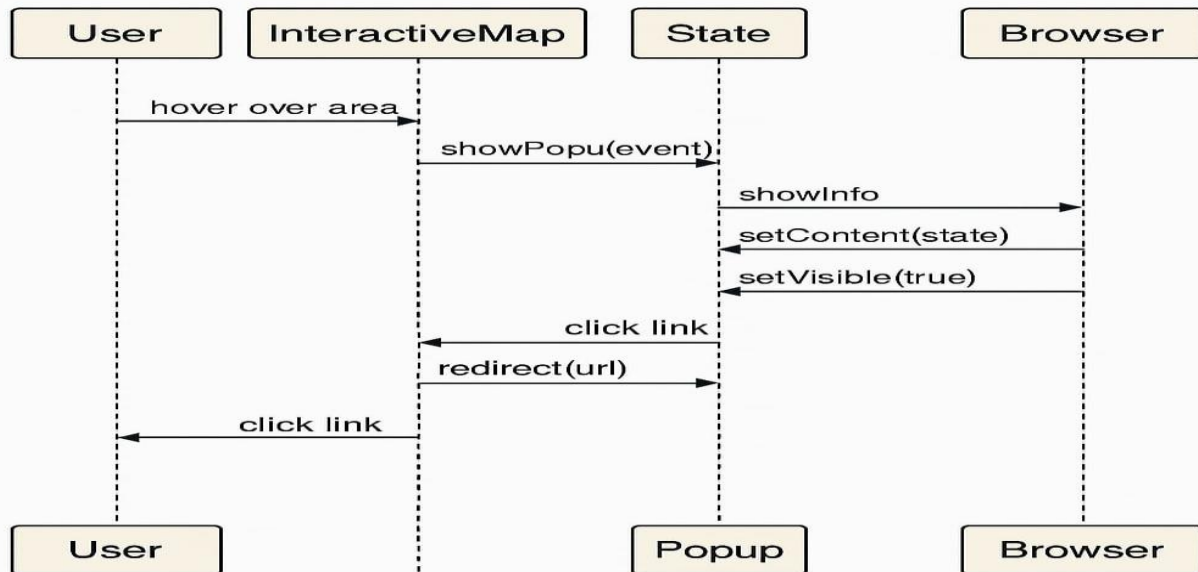 User InteractiveMap State Browser
hover over area
showPopu(event)
showInfo
setContent(state)
setVisible(true)
click link
redirect(url)
click link
User Popup Browser